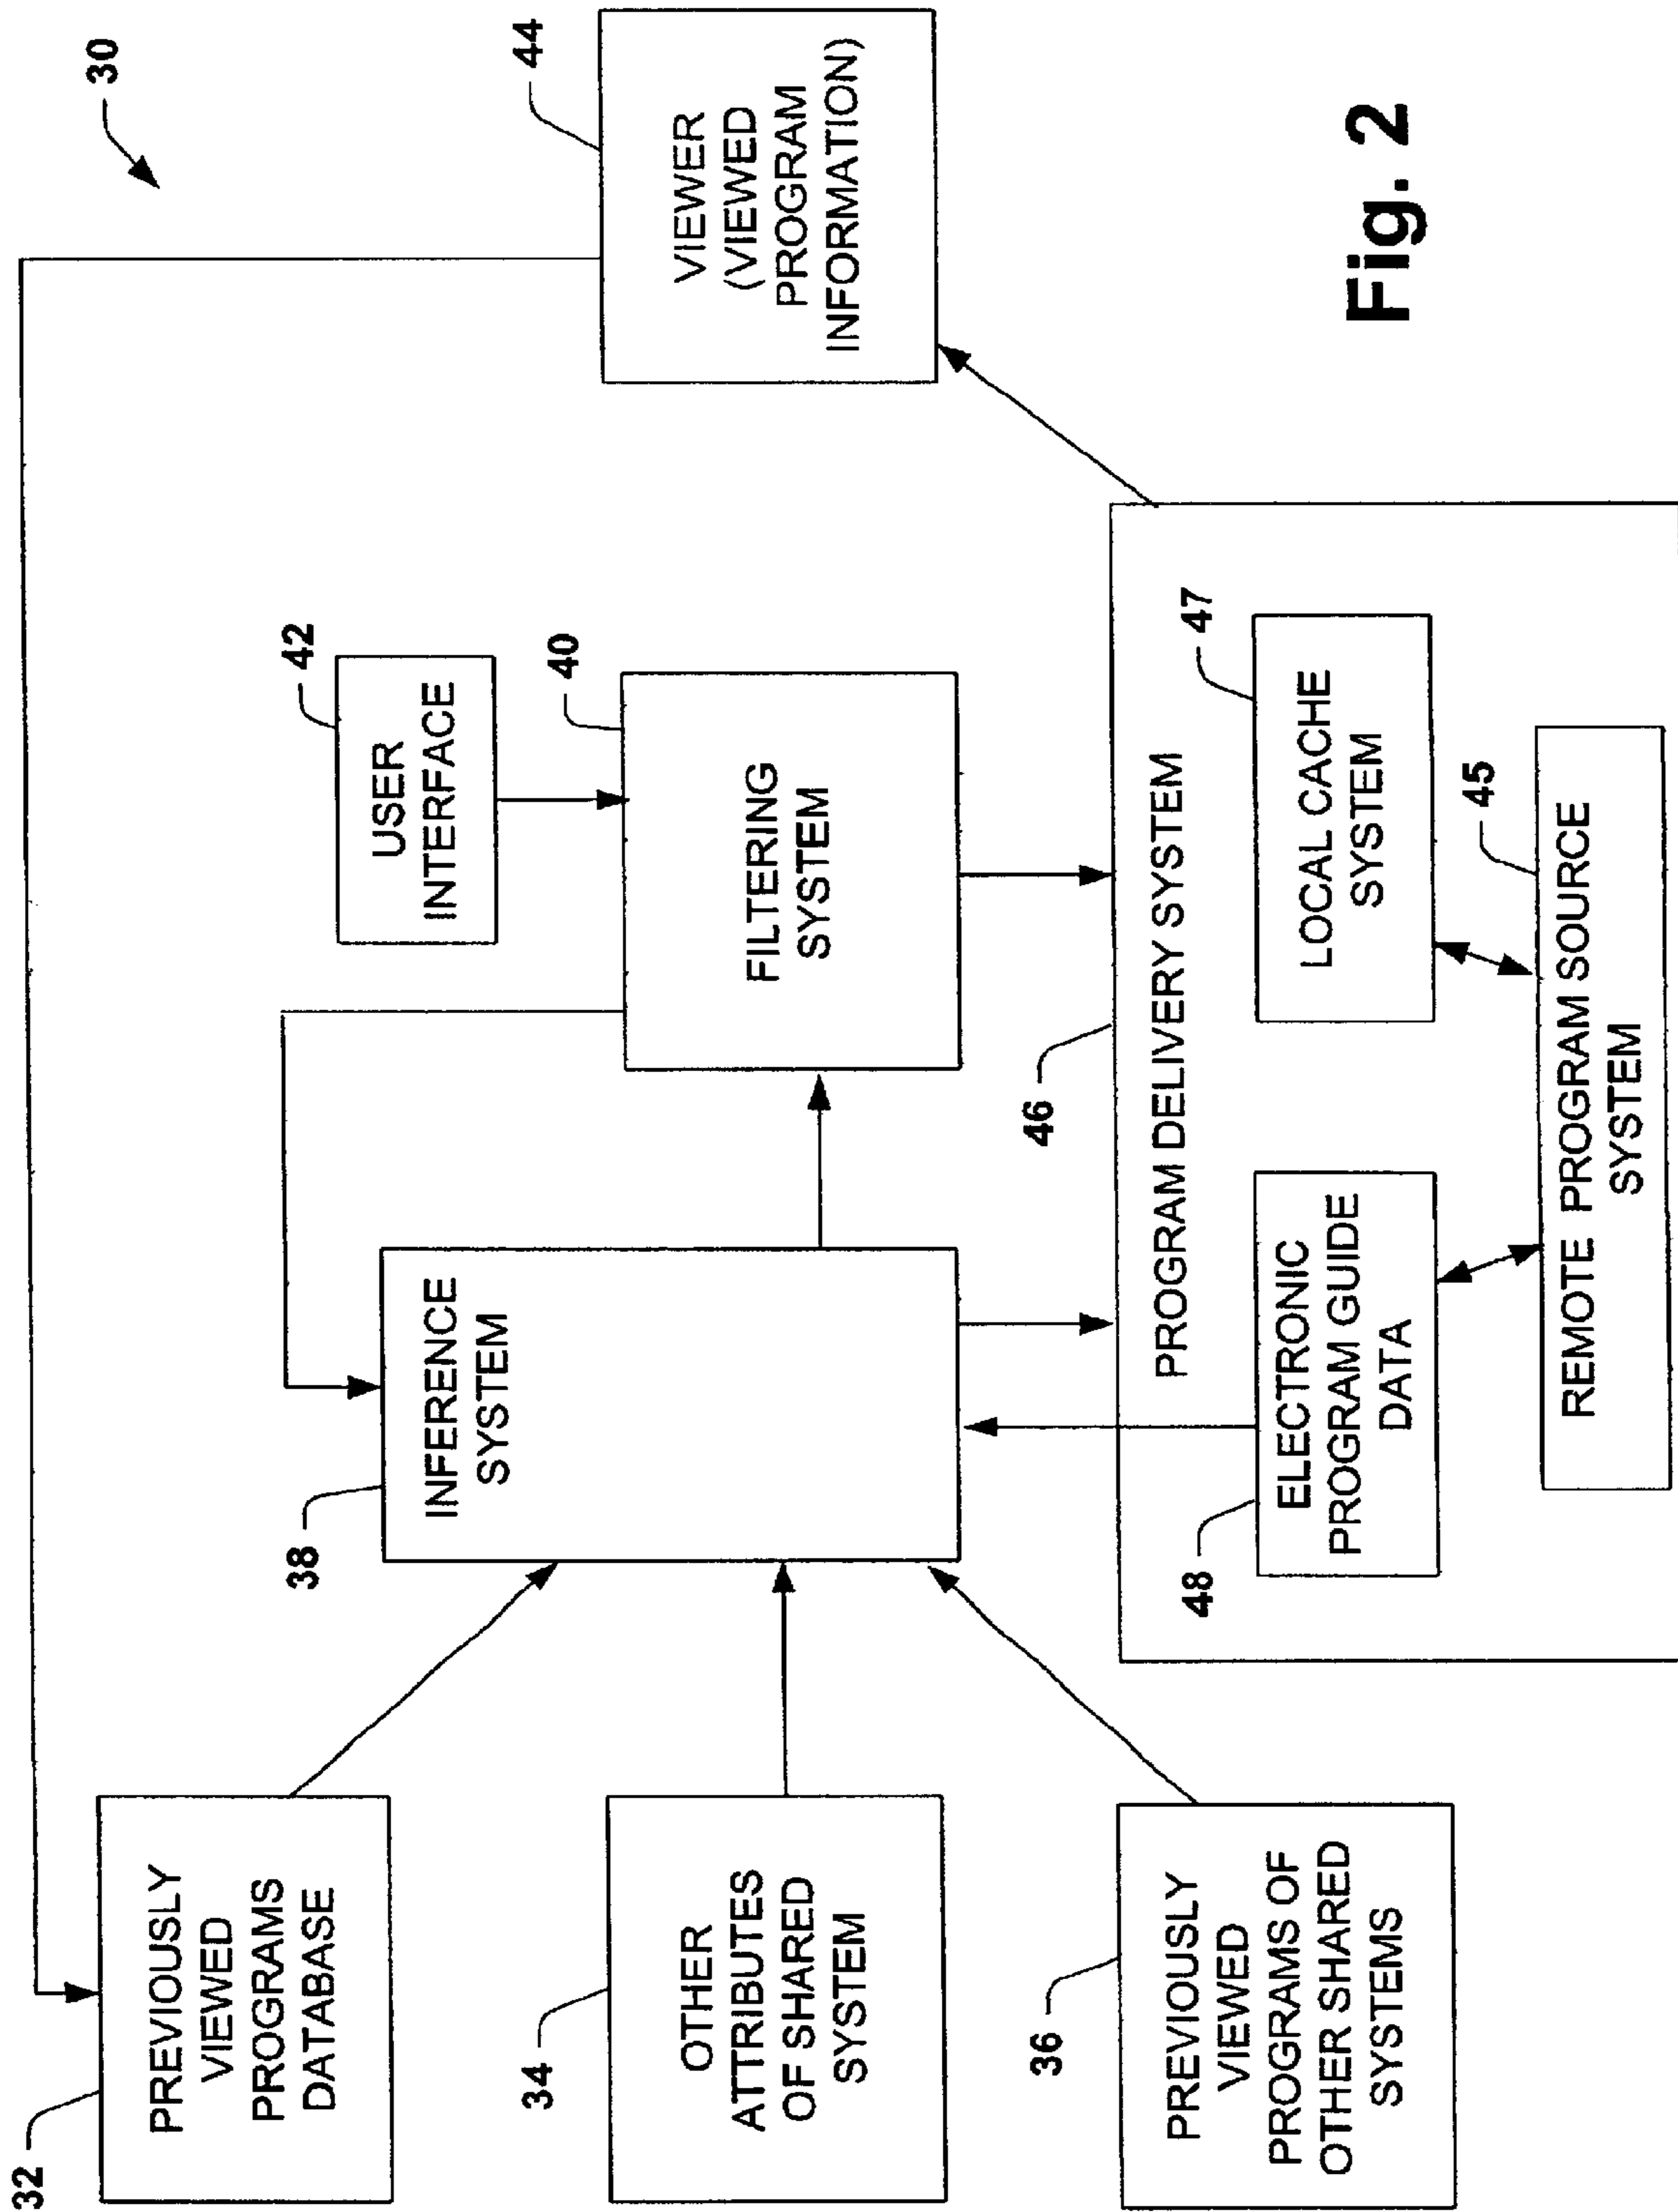 30
32
PREVIOUSLY
VIEWED
PROGRAMS
DATABASE
34
OTHER
ATTRIBUTES
OF SHARED
SYSTEM
36
PREVIOUSLY
VIEWED
PROGRAMS OF
OTHER SHARED
SYSTEMS
38
INFERENCE
SYSTEM
42
USER
INTERFACE
40
FILTERING
SYSTEM
44
VIEWER
(VIEWED
PROGRAM
INFORMATION)
46
PROGRAM DELIVERY SYSTEM
48
ELECTRONIC
PROGRAM GUIDE
DATA
47
LOCAL CACHE
SYSTEM
45
REMOTE PROGRAM SOURCE
SYSTEM
Fig. 2